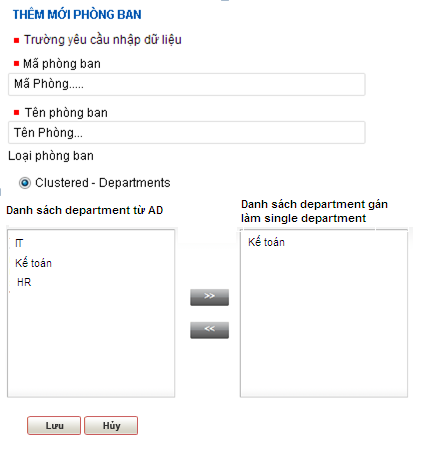 THÊM MỚI PHÒNG BAN
Trường yêu cầu nhập dữ liệu
Mã phòng ban
Mã Phòng.....
Tên phòng ban
Tên Phòng...
Loại phòng ban
Clustered - Departments
Danh sách department từ AD
Danh sách department gán
làm single department
IT
Kế toán
HR
Kế toán
>>
<<
Lưu
Hủy